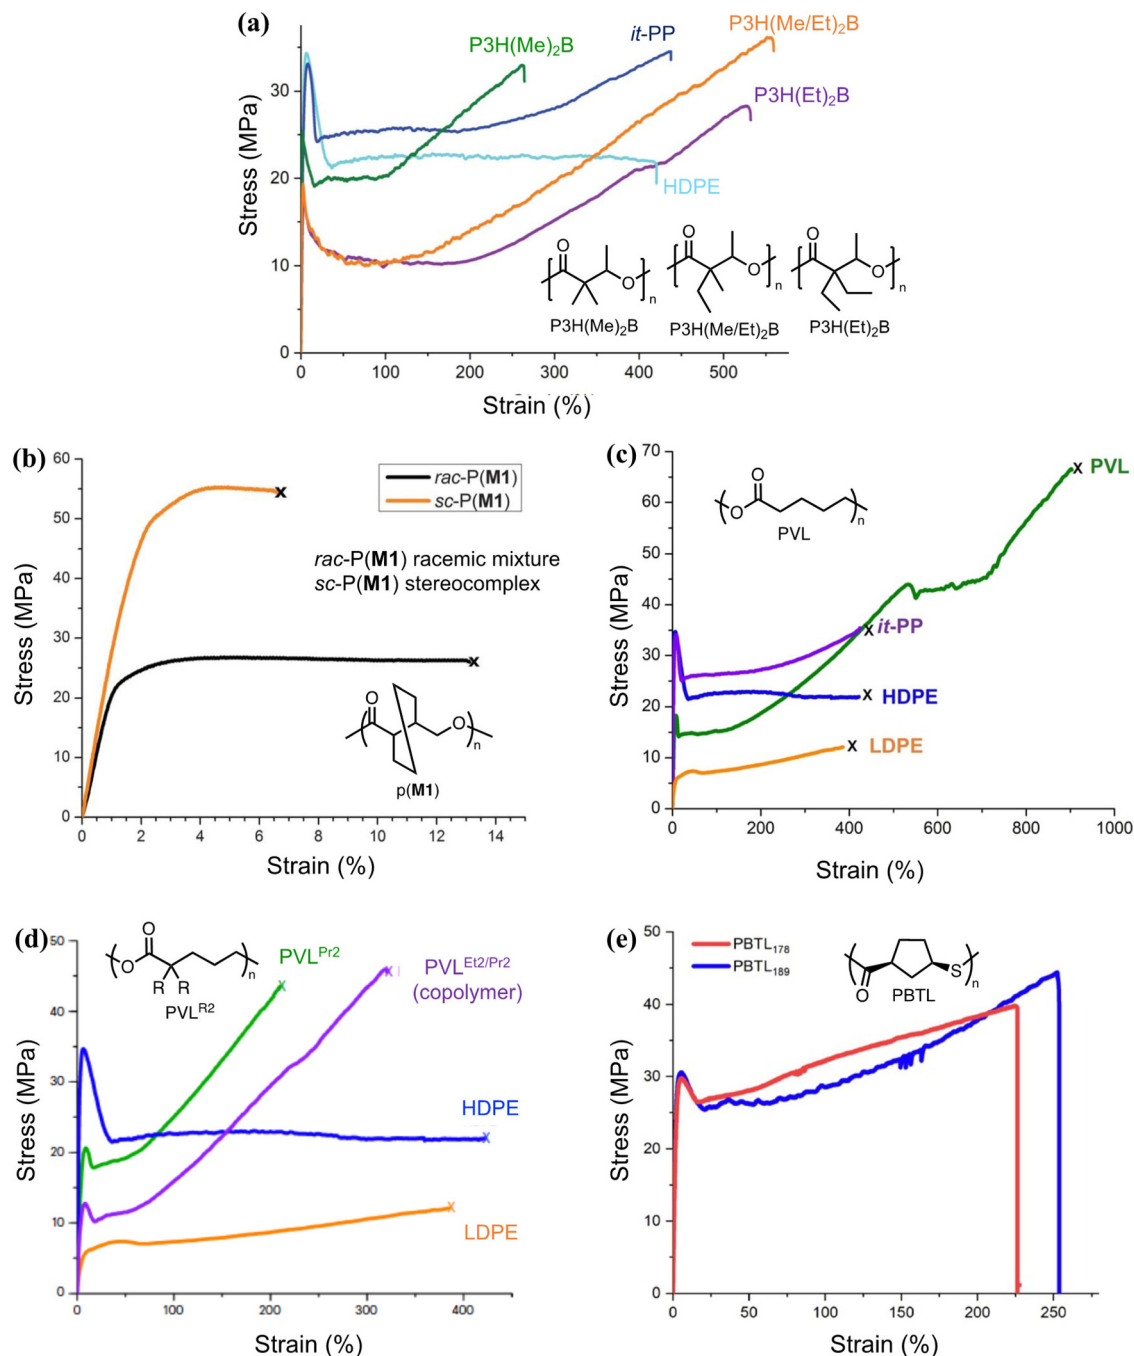 (a)
P3H(Me)₂B
it-PP
P3H(Me/Et)₂B
P3H(Et)₂B
HDPE
Stress (MPa)
30
20
10
0
0 100 200 300 400 500
Strain (%)
O
O
n
P3H(Me)₂B
O
O
n
P3H(Me/Et)₂B
O
O
n
P3H(Et)₂B
(b)
rac-P(M1)
sc-P(M1)
rac-P(M1) racemic mixture
sc-P(M1) stereocomplex
Stress (MPa)
60
50
40
30
20
10
0
0 2 4 6 8 10 12 14
Strain (%)
x
x
O
O
n
p(M1)
(c)
PVL
it-PP
HDPE
LDPE
Stress (MPa)
70
60
50
40
30
20
10
0
0 200 400 600 800 1000
Strain (%)
x
x
x
x
O
O
n
PVL
(d)
O
O
R R
n
PVLᴿ²
PVLᴾʳ²
PVLᴱᵗ²/ᴾʳ²
(copolymer)
HDPE
LDPE
Stress (MPa)
50
40
30
20
10
0
0 100 200 300 400
Strain (%)
x
x
x
x
(e)
PBTL₁₇₈
PBTL₁₈₉
O
S
n
PBTL
Stress (MPa)
50
40
30
20
10
0
0 25 50 75 100 125 150 175 200 225 250
Strain (%)